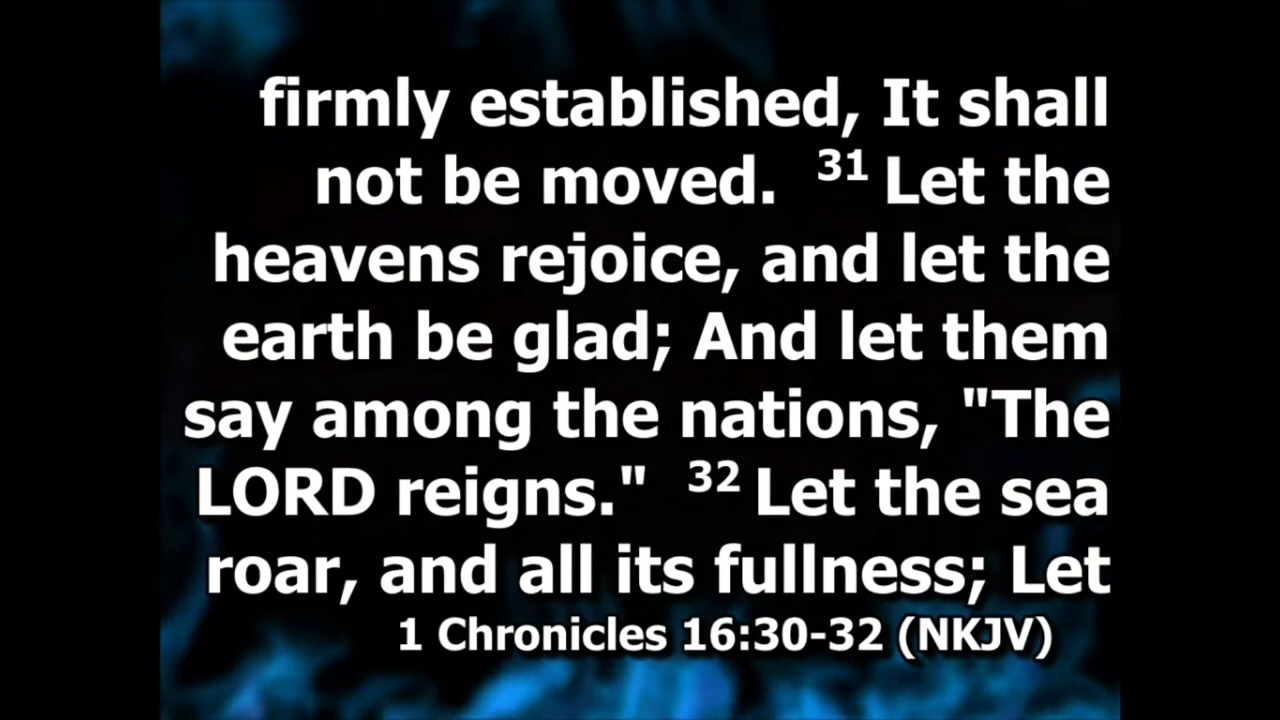 firmly established, It shall
not be moved. 31 Let the
heavens rejoice, and let the
earth be glad; And let them
say among the nations, "The
LORD reigns." 32 Let the sea
roar, and all its fullness; Let
1 Chronicles 16:30-32 (NKJV)